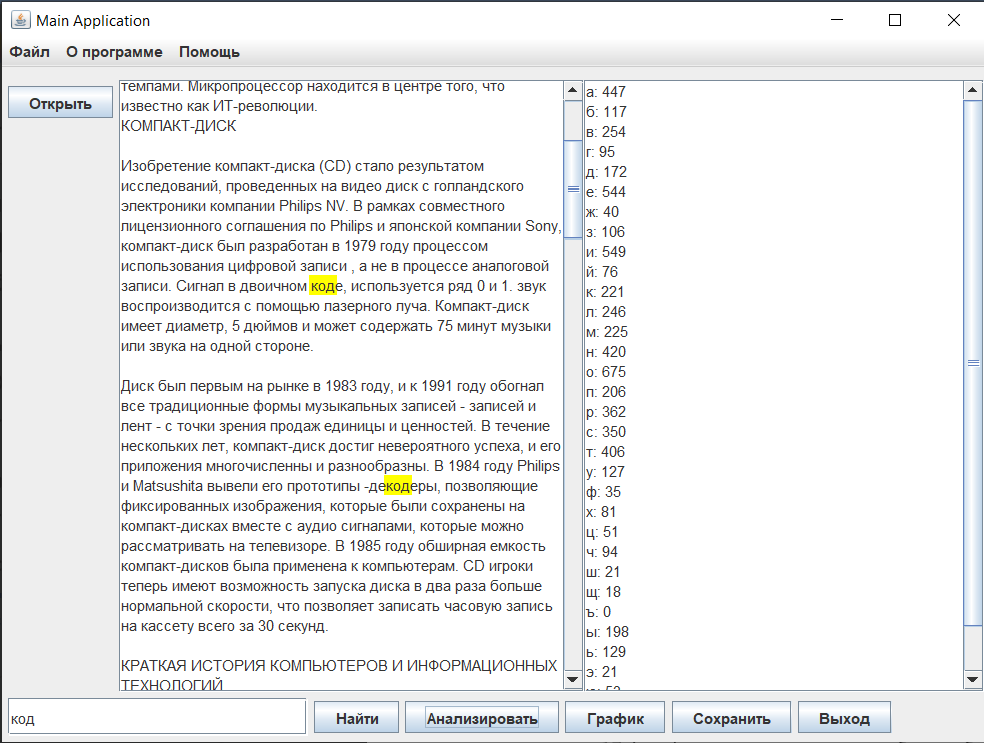 Main Application
Файл О программе Помощь
Открыть
темпами. Микропроцессор находится в центре того, что
известно как ИТ-революции.
КОМПАКТ-ДИСК
Изобретение компакт-диска (CD) стало результатом
исследований, проведенных на видео диск с голландского
электроники компании Philips NV. В рамках совместного
лицензионного соглашения по Philips и японской компании Sony,
компакт-диск был разработан в 1979 году процессом
использования цифровой записи , а не в процессе аналоговой
записи. Сигнал в двоичном коде, используется ряд 0 и 1. звук
воспроизводится с помощью лазерного луча. Компакт-диск
имеет диаметр, 5 дюймов и может содержать 75 минут музыки
или звука на одной стороне.
Диск был первым на рынке в 1983 году, и к 1991 году обогнал
все традиционные формы музыкальных записей - записей и
лент - с точки зрения продаж единицы и ценностей. В течение
нескольких лет, компакт-диск достиг невероятного успеха, и его
приложения многочисленны и разнообразны. В 1984 году Philips
и Matsushita вывели его прототипы -декодеры, позволяющие
фиксированных изображения, которые были сохранены на
компакт-дисках вместе с аудио сигналами, которые можно
рассматривать на телевизоре. В 1985 году обширная емкость
компакт-дисков была применена к компьютерам. CD игроки
теперь имеют возможность запуска диска в два раза больше
нормальной скорости, что позволяет записать часовую запись
на кассету всего за 30 секунд.
КРАТКАЯ ИСТОРИЯ КОМПЬЮТЕРОВ И ИНФОРМАЦИОННЫХ
ТЕХНОЛОГИЙ
а: 447
б: 117
в: 254
г: 95
д: 172
е: 544
ж: 40
з: 106
и: 549
й: 76
к: 221
л: 246
м: 225
н: 420
о: 675
п: 206
р: 362
с: 350
т: 406
у: 127
ф: 35
х: 81
ц: 51
ч: 94
ш: 21
щ: 18
ъ: 0
ы: 198
ь: 129
э: 21
код Найти Анализировать График Сохранить Выход